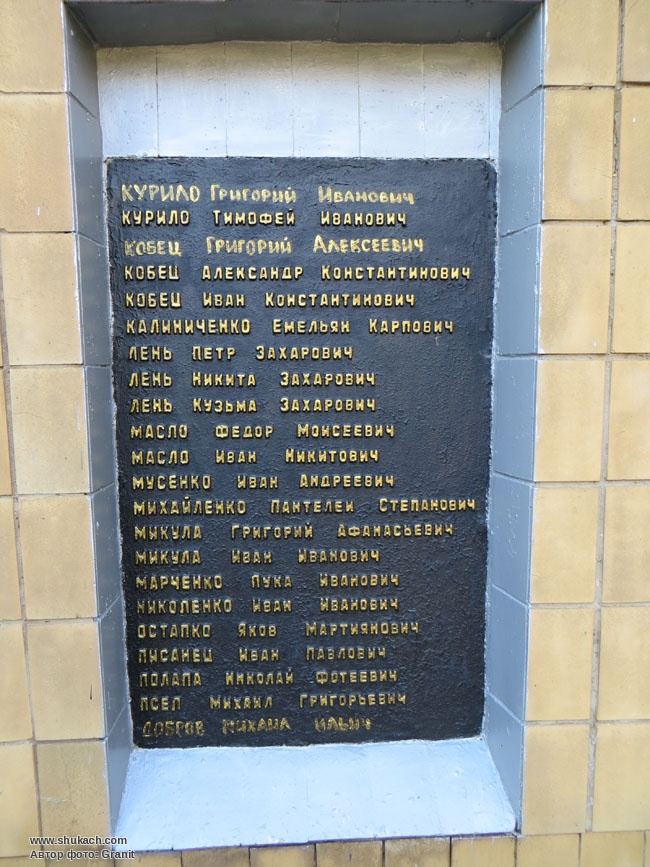 КУРИЛО ГРИГОРИЙ ИВАНОВИЧ
КУРИЛО ТИМОФЕЙ ИВАНОВИЧ
КОБЕЦ ГРИГОРИЙ АЛЕКСЕЕВИЧ
КОБЕЦ АЛЕКСАНДР КОНСТАНТИНОВИЧ
КОБЕЦ ИВАН КОНСТАНТИНОВИЧ
КАЛИНИЧЕНКО ЕМЕЛЬЯН КАРПОВИЧ
ЛЕНЬ ПЕТР ЗАХАРОВИЧ
ЛЕНЬ НИКИТА ЗАХАРОВИЧ
ЛЕНЬ КУЗЬМА ЗАХАРОВИЧ
МАСЛО ФЕДОР МОИСЕЕВИЧ
МАСЛО ИВАН НИКИТОВИЧ
МУСЕНКО ИВАН АНДРЕЕВИЧ
МИХАЙЛЕНКО ПАНТЕЛЕЙ СТЕПАНОВИЧ
МИКУЛА ГРИГОРИЙ АФАНАСЬЕВИЧ
МИКУЛА ИВАН ИВАНОВИЧ
МАРЧЕНКО ЛУКА ИВАНОВИЧ
НИКОЛЕНКО ИВАН ИВАНОВИЧ
ОСТАПКО ЯКОВ МАРТИЯНОВИЧ
ПИСАНЕЦ ИВАН ПАВЛОВИЧ
ПОЛАПА НИКОЛАЙ ФОТЕЕВИЧ
ПСЕЛ МИХАИЛ ГРИГОРЬЕВИЧ
ДОБРОВ МИХАИЛ ИЛЬИЧ
www.shukach.com
Автор фото: Granit